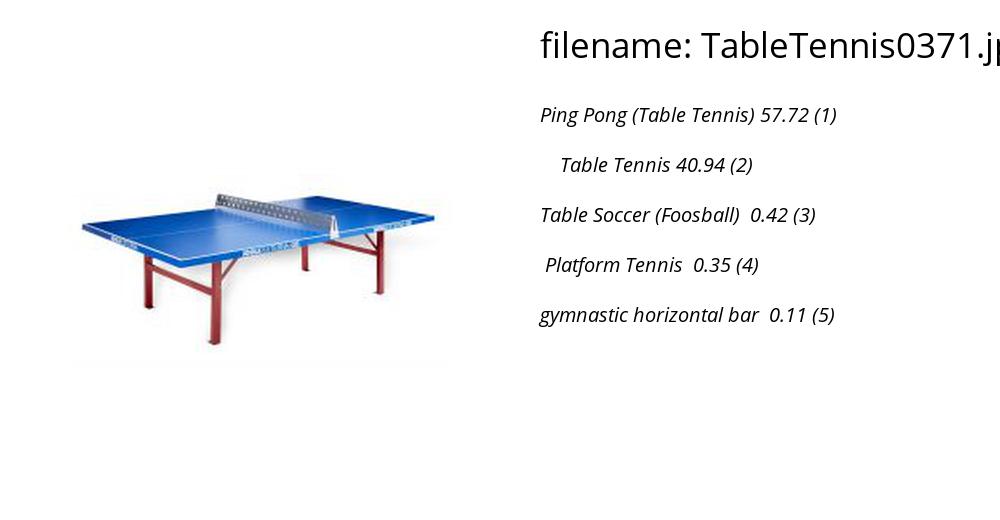 filename: TableTennis0371.jp
Ping Pong (Table Tennis) 57.72 (1)
Table Tennis 40.94 (2)
Table Soccer (Foosball) 0.42 (3)
Platform Tennis 0.35 (4)
gymnastic horizontal bar 0.11 (5)